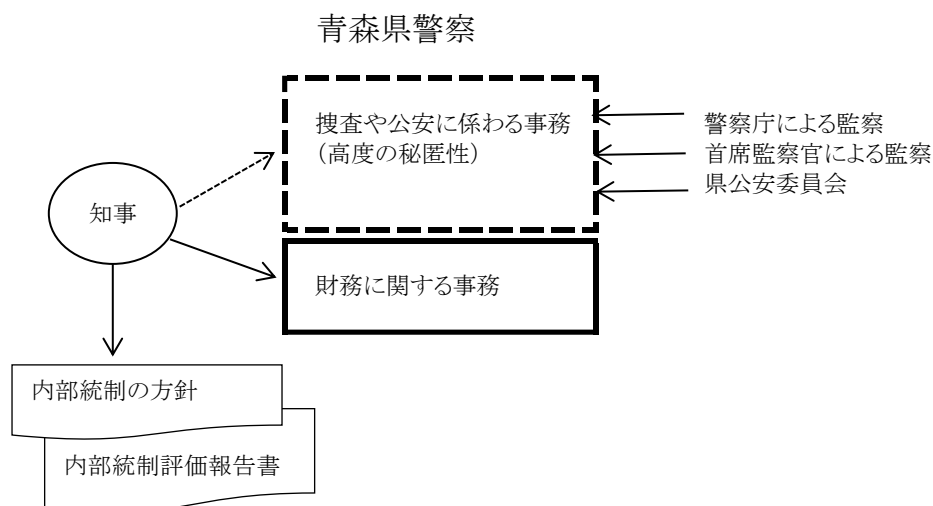 青森県警察
捜査や公安に係わる事務
（高度の秘匿性）
警察庁による監察
首席監察官による監察
県公安委員会
知事
財務に関する事務
内部統制の方針
内部統制評価報告書